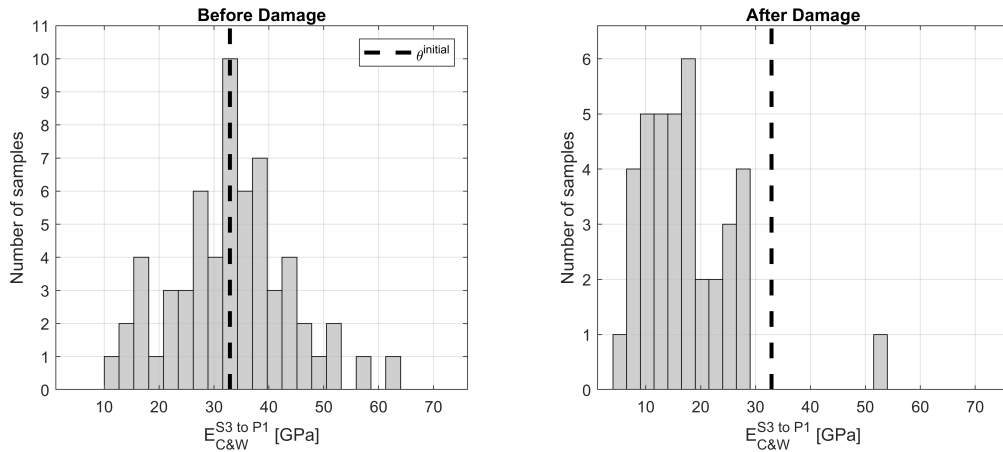 Before Damage
11
10
9
8
7
6
5
4
3
2
1
0
Number of samples
θ^initial
10 20 30 40 50 60 70
E_C&W^S3 to P1 [GPa]
After Damage
6
5
4
3
2
1
0
Number of samples
10 20 30 40 50 60 70
E_C&W^S3 to P1 [GPa]